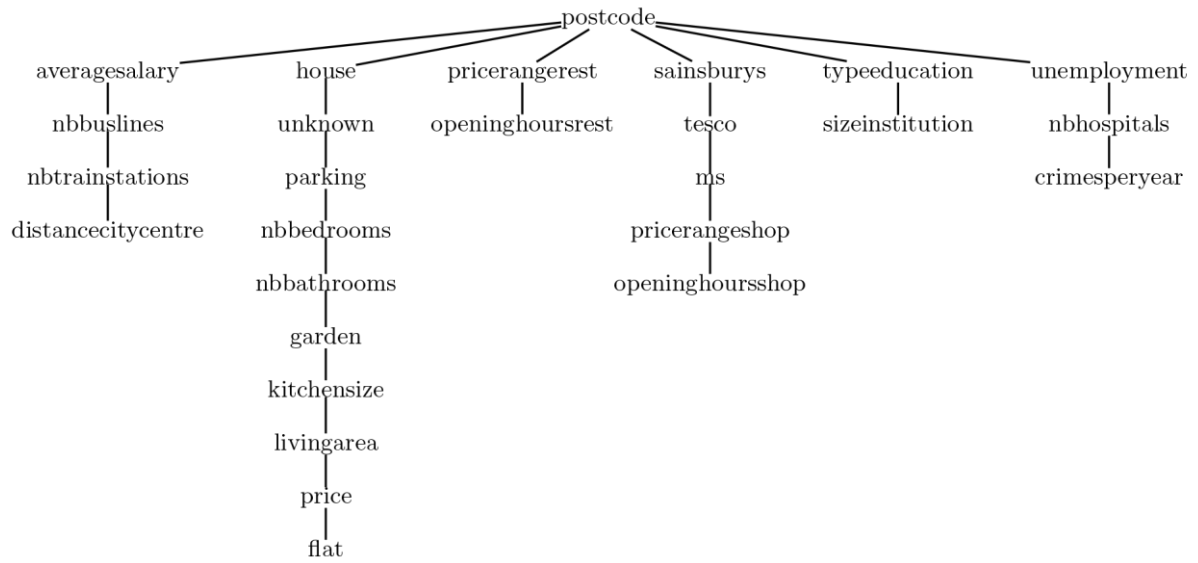 postcode
averagesalary house pricerangerest sainsburys typeeducation unemployment
nbbuslines unknown openinghoursrest tesco sizeinstitution nbhospitals
nbtrainstations parking ms crimesperyear
distancecitycentre nbbedrooms pricerangeshop
nbbathrooms openinghoursshop
garden
kitchensize
livingarea
price
flat